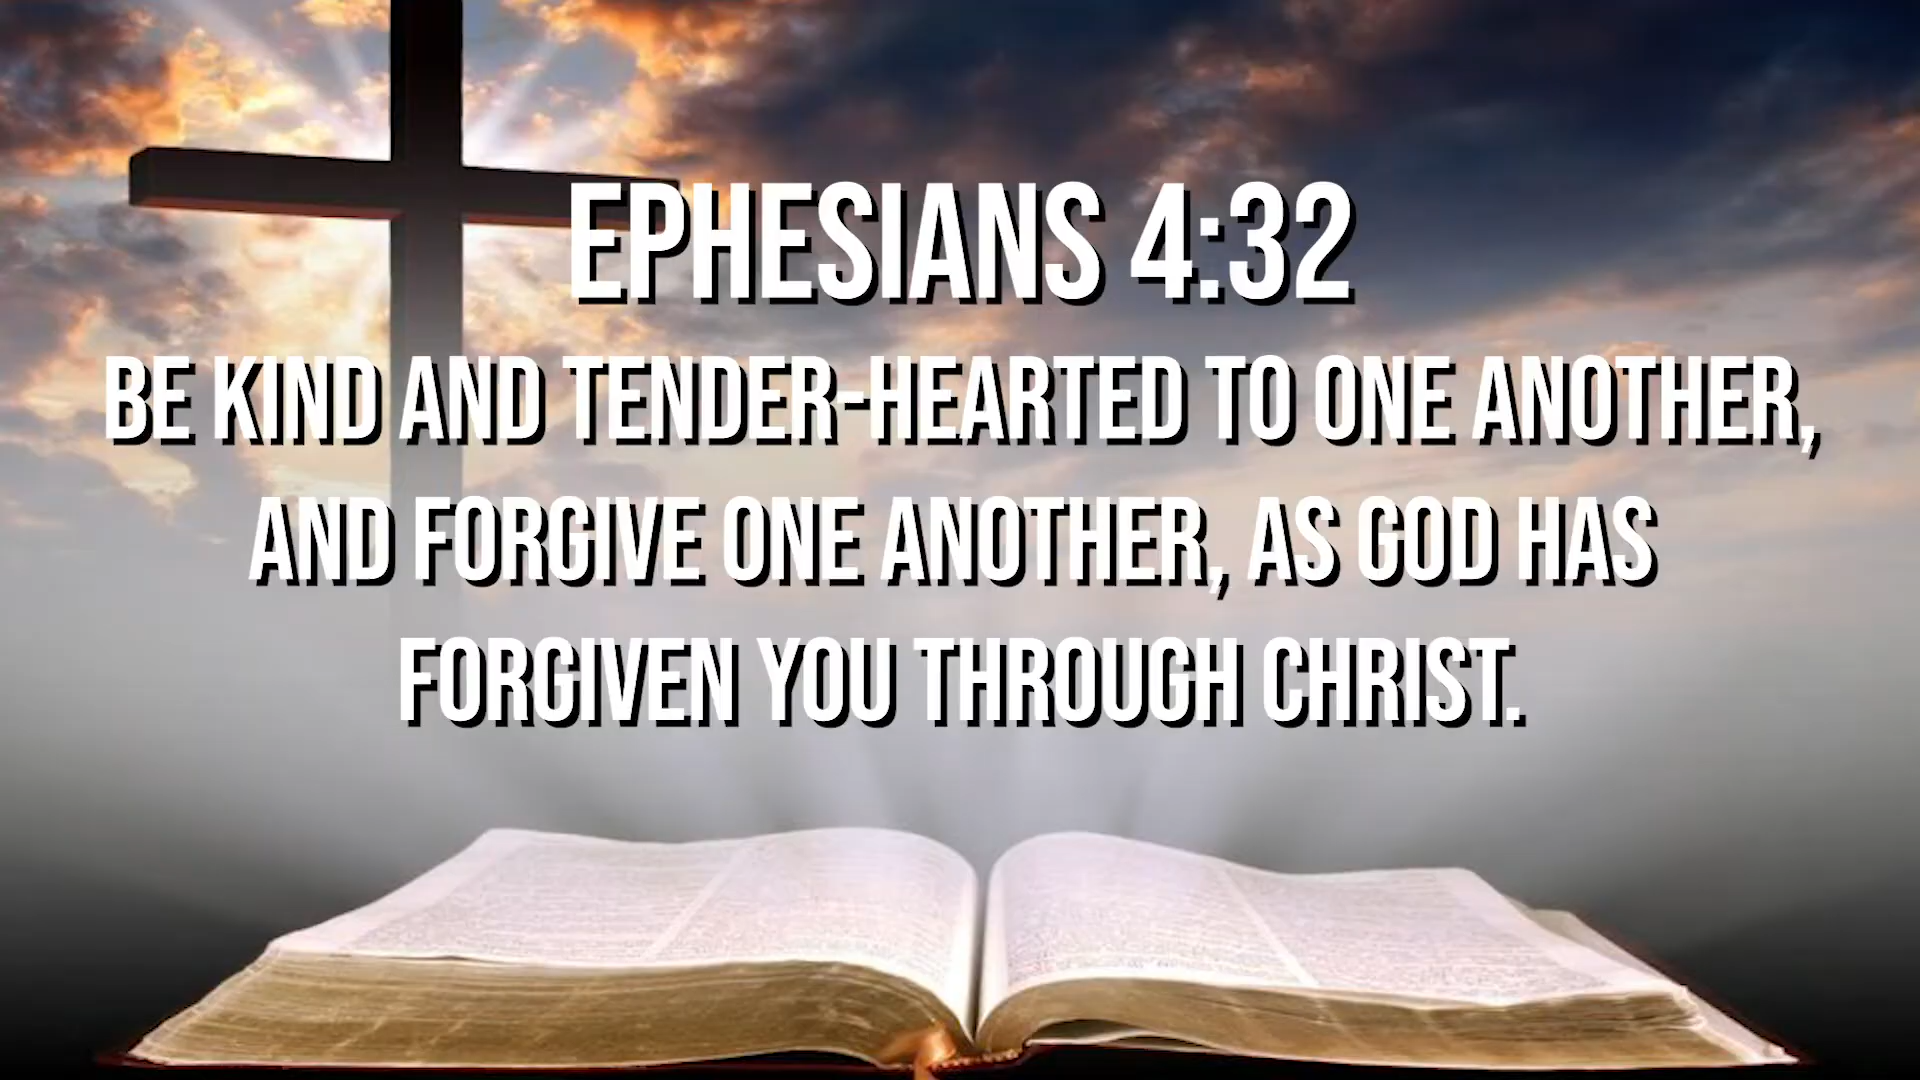 EPHESIANS 4:32
BE KIND AND TENDER-HEARTED TO ONE ANOTHER,
AND FORGIVE ONE ANOTHER, AS GOD HAS
FORGIVEN YOU THROUGH CHRIST.